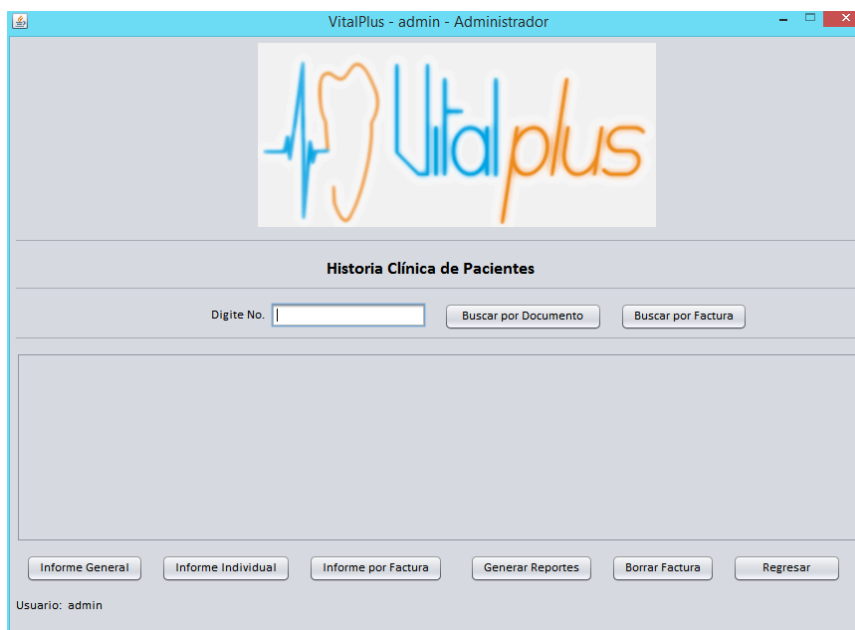 VitalPlus - admin - Administrador
Vitalplus
Historia Clínica de Pacientes
Digite No. Buscar por Documento Buscar por Factura
Informe General Informe Individual Informe por Factura Generar Reportes Borrar Factura Regresar
Usuario: admin